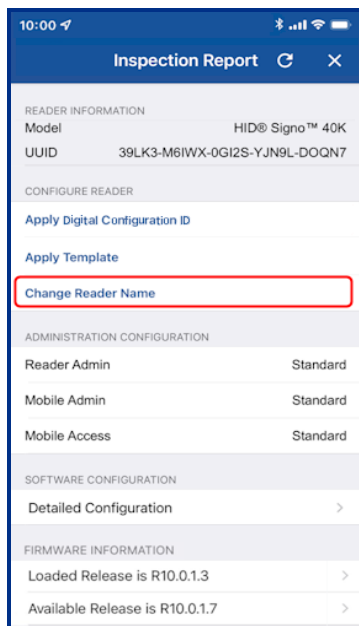 10:00
Inspection Report
READER INFORMATION
Model HID® Signo™ 40K
UUID 39LK3-M6IWX-0GI2S-YJN9L-DOQN7
CONFIGURE READER
Apply Digital Configuration ID
Apply Template
Change Reader Name
ADMINISTRATION CONFIGURATION
Reader Admin Standard
Mobile Admin Standard
Mobile Access Standard
SOFTWARE CONFIGURATION
Detailed Configuration
FIRMWARE INFORMATION
Loaded Release is R10.0.1.3
Available Release is R10.0.1.7